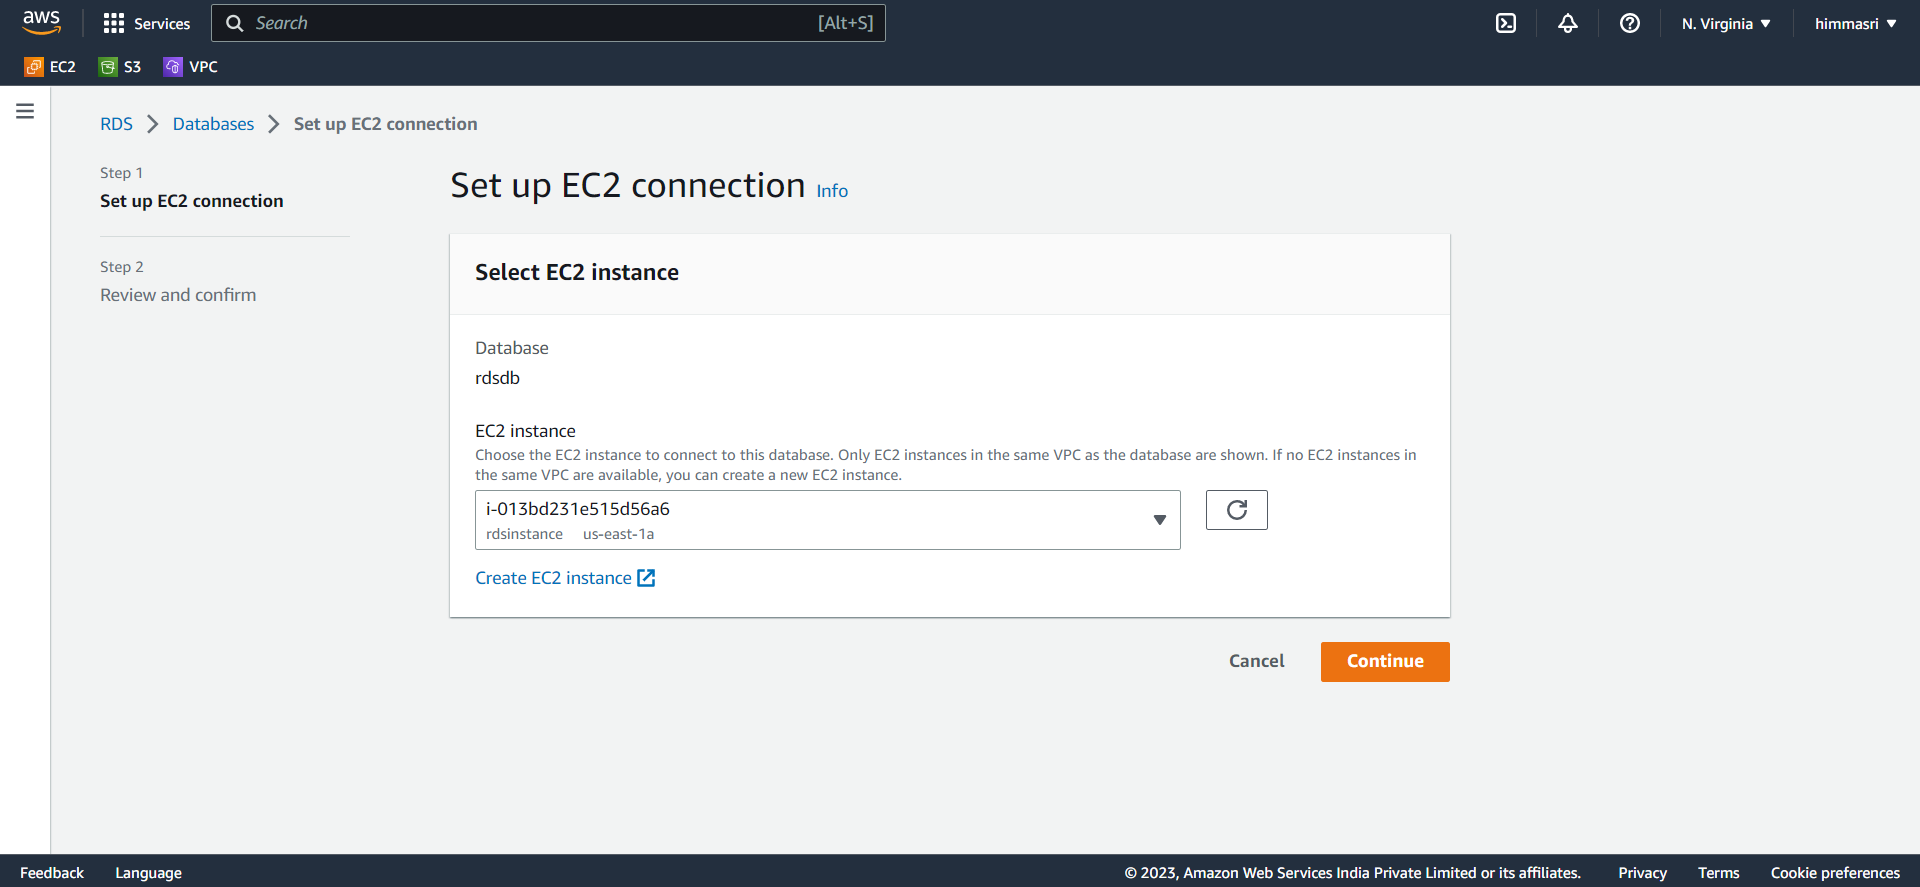 aws Services Search [Alt+S] N. Virginia himmasri
EC2 S3 VPC
RDS Databases Set up EC2 connection
Step 1
Set up EC2 connection
Step 2
Review and confirm
Set up EC2 connection Info
Select EC2 instance
Database
rdsdb
EC2 instance
Choose the EC2 instance to connect to this database. Only EC2 instances in the same VPC as the database are shown. If no EC2 instances in
the same VPC are available, you can create a new EC2 instance.
i-013bd231e515d56a6
rdsinstance us-east-1a
Create EC2 instance
Cancel Continue
Feedback Language © 2023, Amazon Web Services India Private Limited or its affiliates. Privacy Terms Cookie preferences